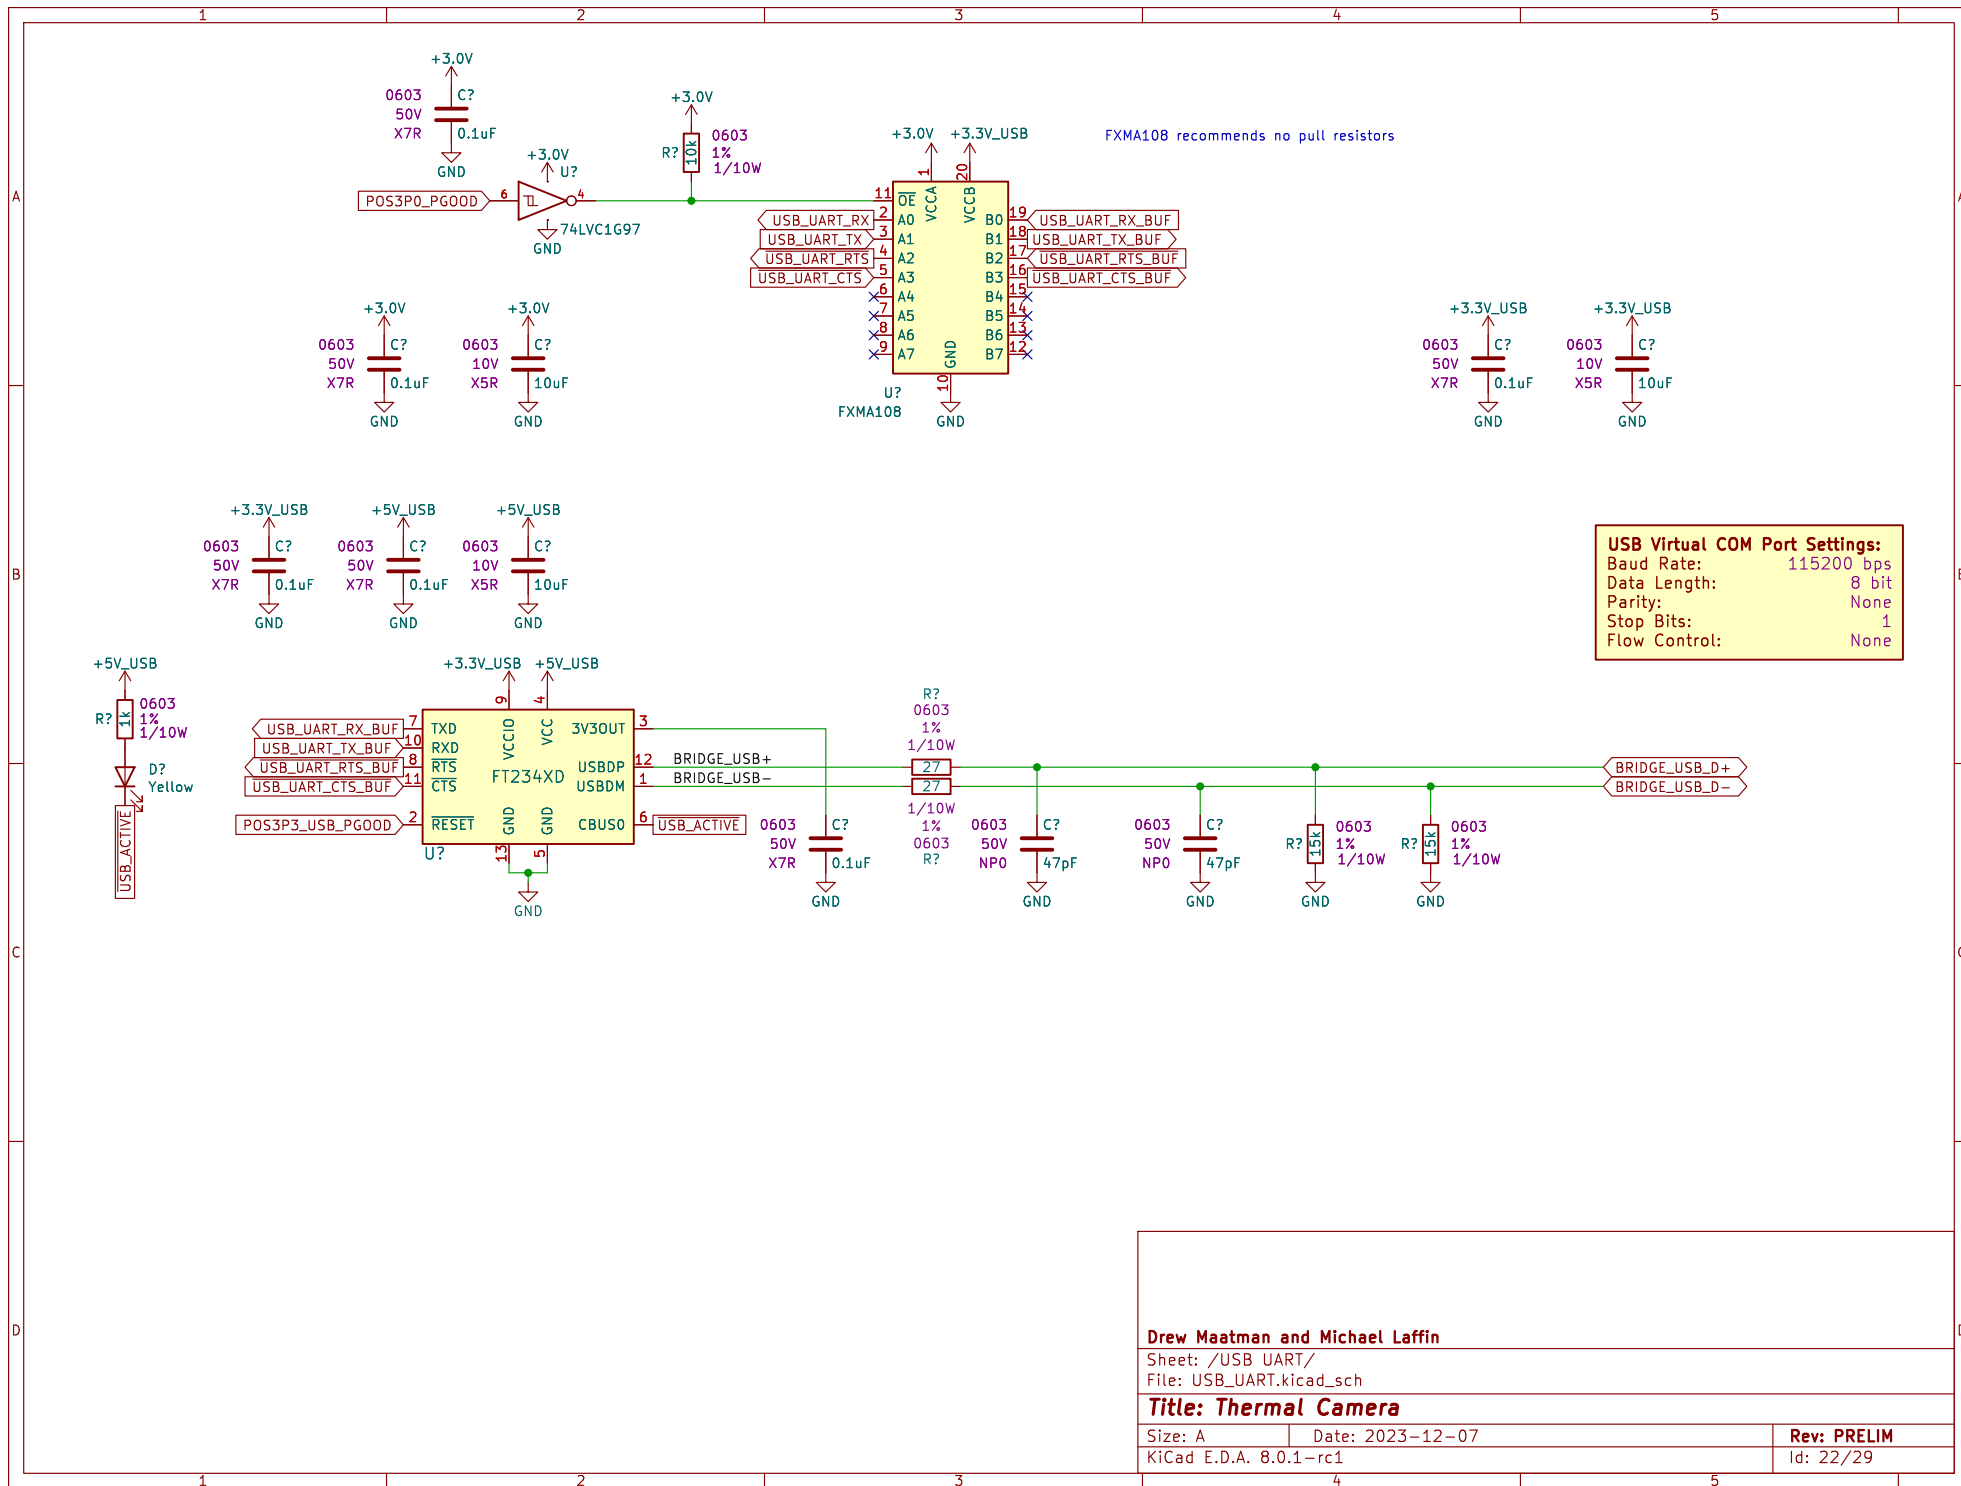 1 2 3 4 5
A
B
C
D
+3.0V
0603 C?
50V
X7R 0.1uF
GND
+3.0V
R? 10k
0603
1%
1/10W
+3.0V
U?
POS3P0_PGOOD 6 4
74LVC1G97
GND
FXMA108 recommends no pull resistors
+3.0V +3.3V_USB
1 20
VCCA VCCB
11 OE
USB_UART_RX 2 A0 B0 19 USB_UART_RX_BUF
USB_UART_TX 3 A1 B1 18 USB_UART_TX_BUF
USB_UART_RTS 4 A2 B2 17 USB_UART_RTS_BUF
USB_UART_CTS 5 A3 B3 16 USB_UART_CTS_BUF
6 A4 B4 15
7 A5 B5 14
8 A6 B6 13
9 A7 B7 12
GND
10
U?
FXMA108
GND
+3.0V
0603 C?
50V
X7R 0.1uF
GND
+3.0V
0603 C?
10V
X5R 10uF
GND
+3.3V_USB
0603 C?
50V
X7R 0.1uF
GND
+3.3V_USB
0603 C?
10V
X5R 10uF
GND
+3.3V_USB
0603 C?
50V
X7R 0.1uF
GND
+5V_USB
0603 C?
50V
X7R 0.1uF
GND
+5V_USB
0603 C?
10V
X5R 10uF
GND
USB Virtual COM Port Settings:
Baud Rate: 115200 bps
Data Length: 8 bit
Parity: None
Stop Bits: 1
Flow Control: None
+5V_USB
R? 1k
0603
1%
1/10W
D?
Yellow
USB_ACTIVE
+3.3V_USB +5V_USB
9 4
VCCIO VCC
USB_UART_RX_BUF 7 TXD 3V3OUT 3
USB_UART_TX_BUF 10 RXD
USB_UART_RTS_BUF 8 RTS USBDP 12 BRIDGE_USB+
USB_UART_CTS_BUF 11 CTS USBDM 1 BRIDGE_USB-
FT234XD
POS3P3_USB_PGOOD 2 RESET CBUS0 6 USB_ACTIVE
GND GND
U? 13 5
GND
R?
0603
1%
1/10W
27
27
1/10W
1%
0603
R?
0603 C?
50V
X7R 0.1uF
GND
0603 C?
50V
NP0 47pF
GND
0603 C?
50V
NP0 47pF
GND
R? 15k
0603
1%
1/10W
GND
R? 15k
0603
1%
1/10W
GND
BRIDGE_USB_D+
BRIDGE_USB_D-
Drew Maatman and Michael Laffin
Sheet: /USB UART/
File: USB_UART.kicad_sch
Title: Thermal Camera
Size: A Date: 2023-12-07 Rev: PRELIM
KiCad E.D.A. 8.0.1-rc1 Id: 22/29
1 2 3 4 5